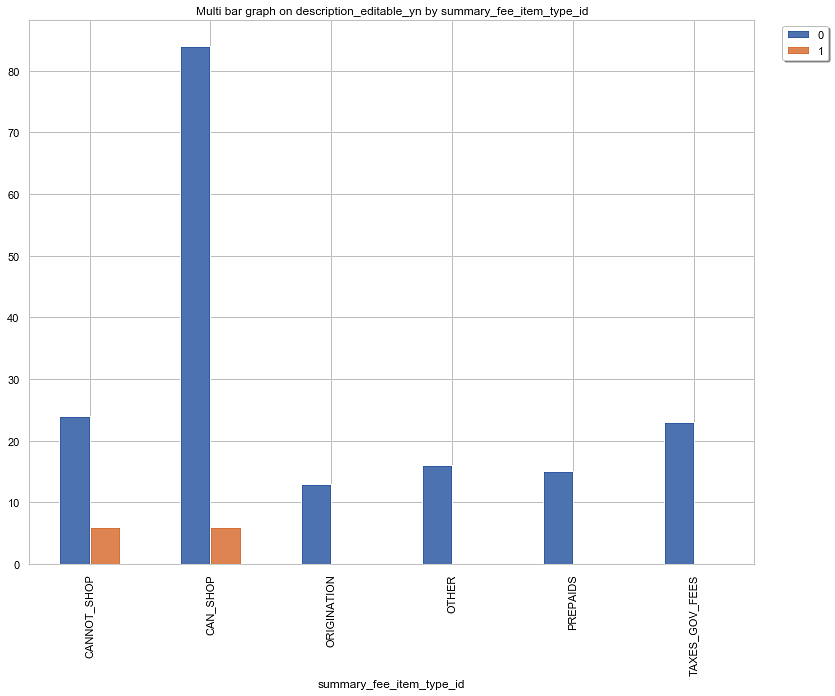 Multi bar graph on description_editable_yn by summary_fee_item_type_id
0
1
80
70
60
50
40
30
20
10
0
CANNOT_SHOP
CAN_SHOP
ORIGINATION
OTHER
PREPAIDS
TAXES_GOV_FEES
summary_fee_item_type_id